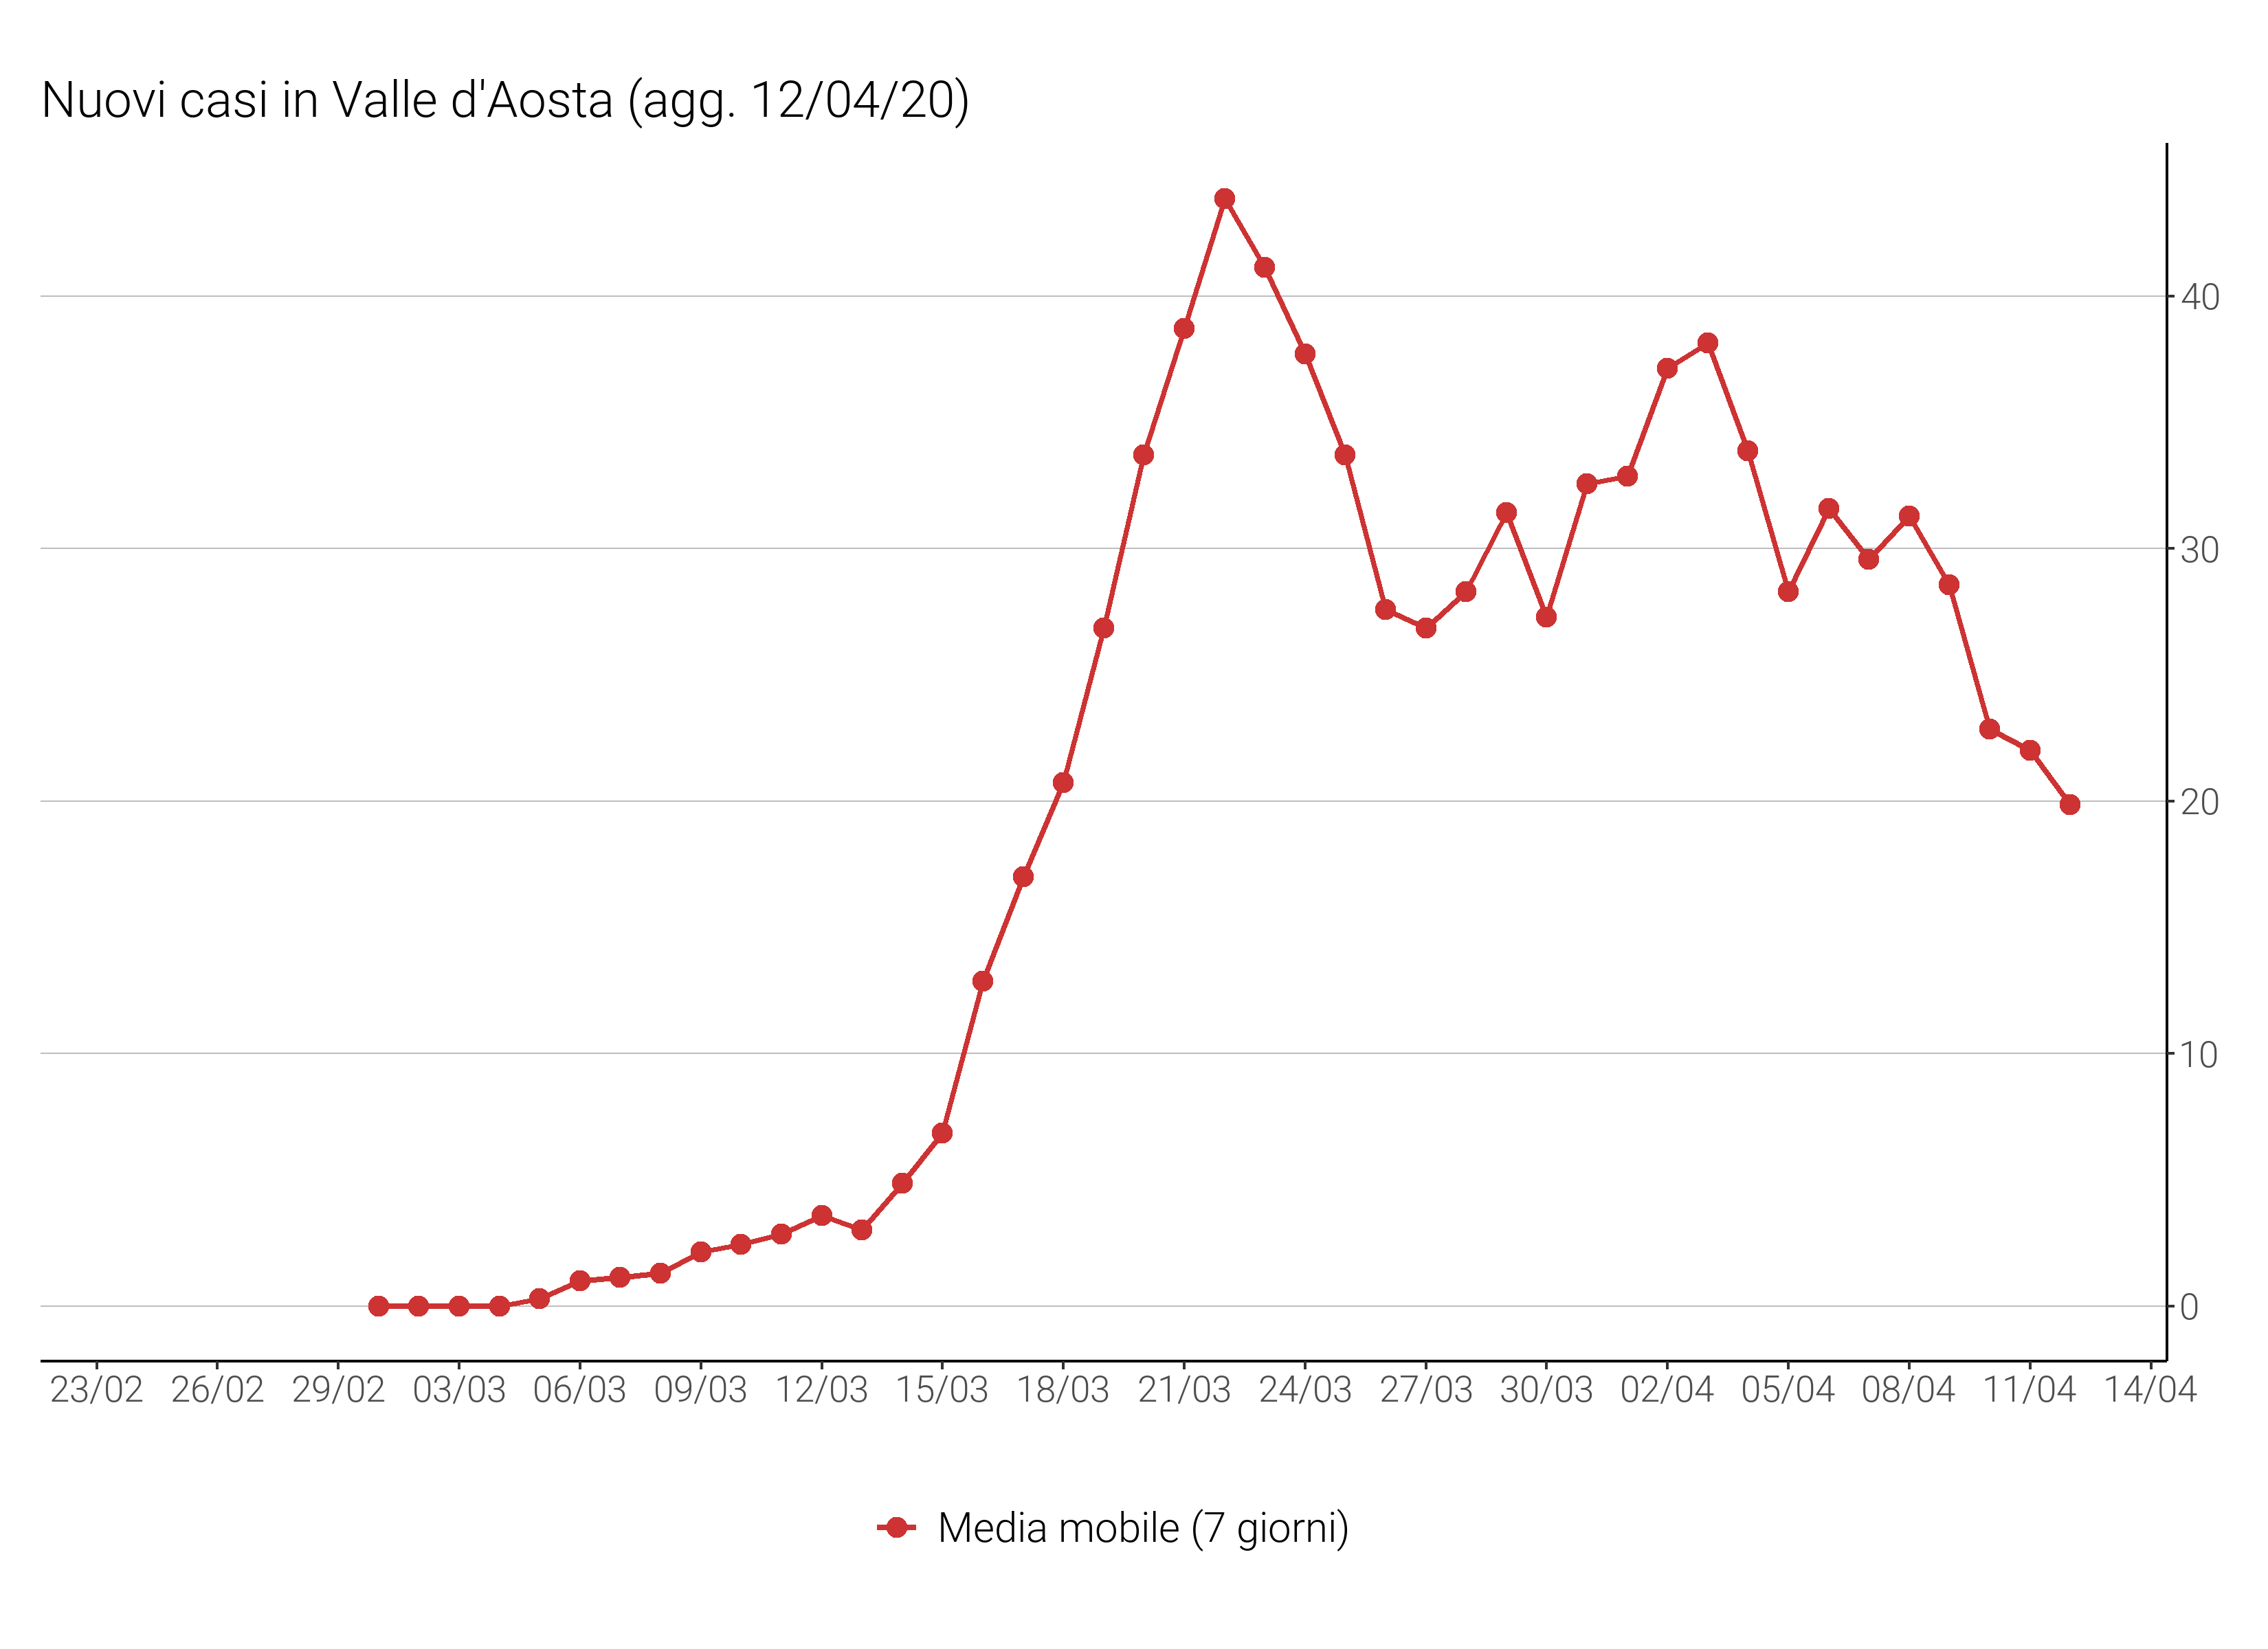 Nuovi casi in Valle d'Aosta (agg. 12/04/20)
40
30
20
10
0
23/02 26/02 29/02 03/03 06/03 09/03 12/03 15/03 18/03 21/03 24/03 27/03 30/03 02/04 05/04 08/04 11/04 14/04
Media mobile (7 giorni)